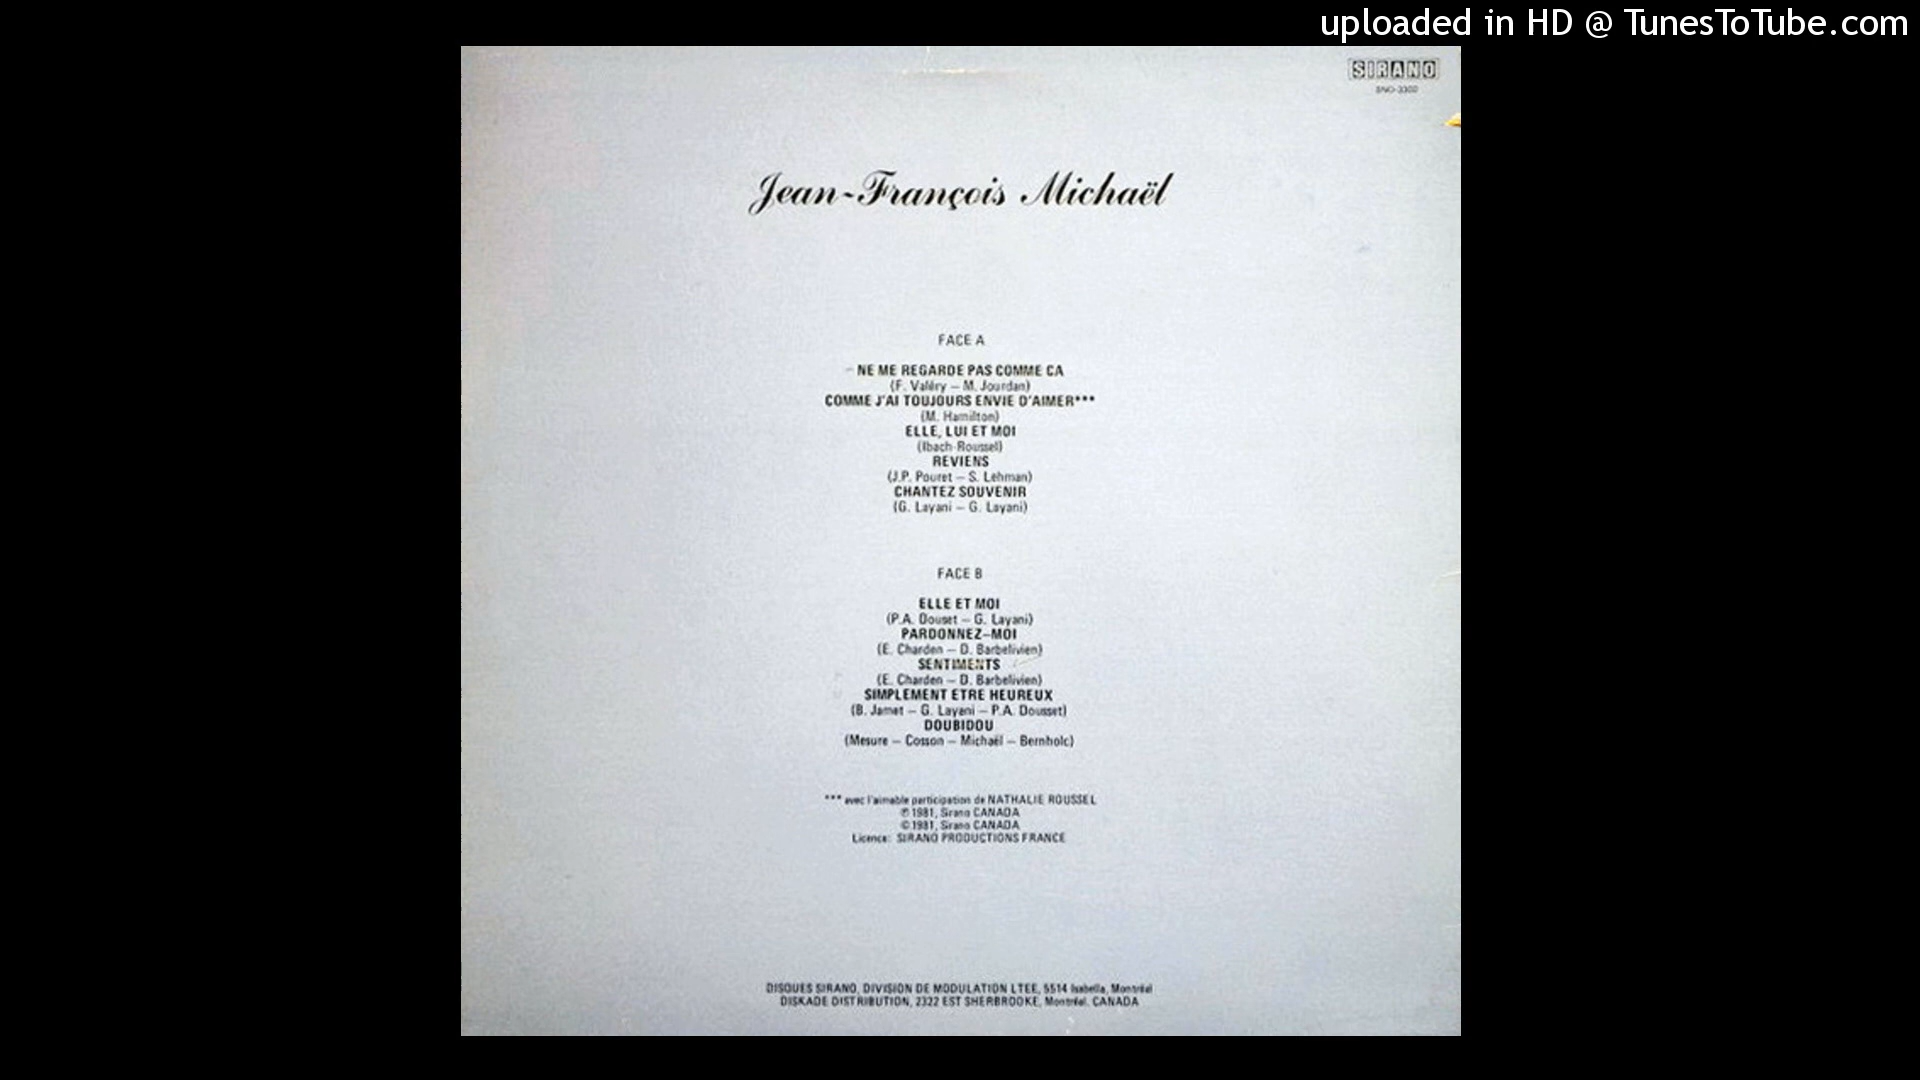 uploaded in HD @ TunesToTube.com
SIRANO
SNO-3302
Jean-François Michaël
FACE A
NE ME REGARDE PAS COMME CA
(F. Valéry – M. Jourdan)
COMME J'AI TOUJOURS ENVIE D'AIMER***
(M. Hamilton)
ELLE, LUI ET MOI
(Ibach-Roussel)
REVIENS
(J.P. Pouret – S. Lehman)
CHANTEZ SOUVENIR
(G. Layani – G. Layani)
FACE B
ELLE ET MOI
(P.A. Douset – G. Layani)
PARDONNEZ–MOI
(E. Charden – D. Barbelivien)
SENTIMENTS
(E. Charden – D. Barbelivien)
SIMPLEMENT ETRE HEUREUX
(B. Jamet – G. Layani – P.A. Dousset)
DOUBIDOU
(Mesure – Cosson – Michaël – Bernholc)
*** avec l'aimable participation de NATHALIE ROUSSEL
℗ 1981, Sirano CANADA
© 1981, Sirano CANADA
Licence: SIRANO PRODUCTIONS FRANCE
DISQUES SIRANO, DIVISION DE MODULATION LTEE, 5514 Isabella, Montréal
DISKADE DISTRIBUTION, 2322 EST SHERBROOKE, Montréal. CANADA